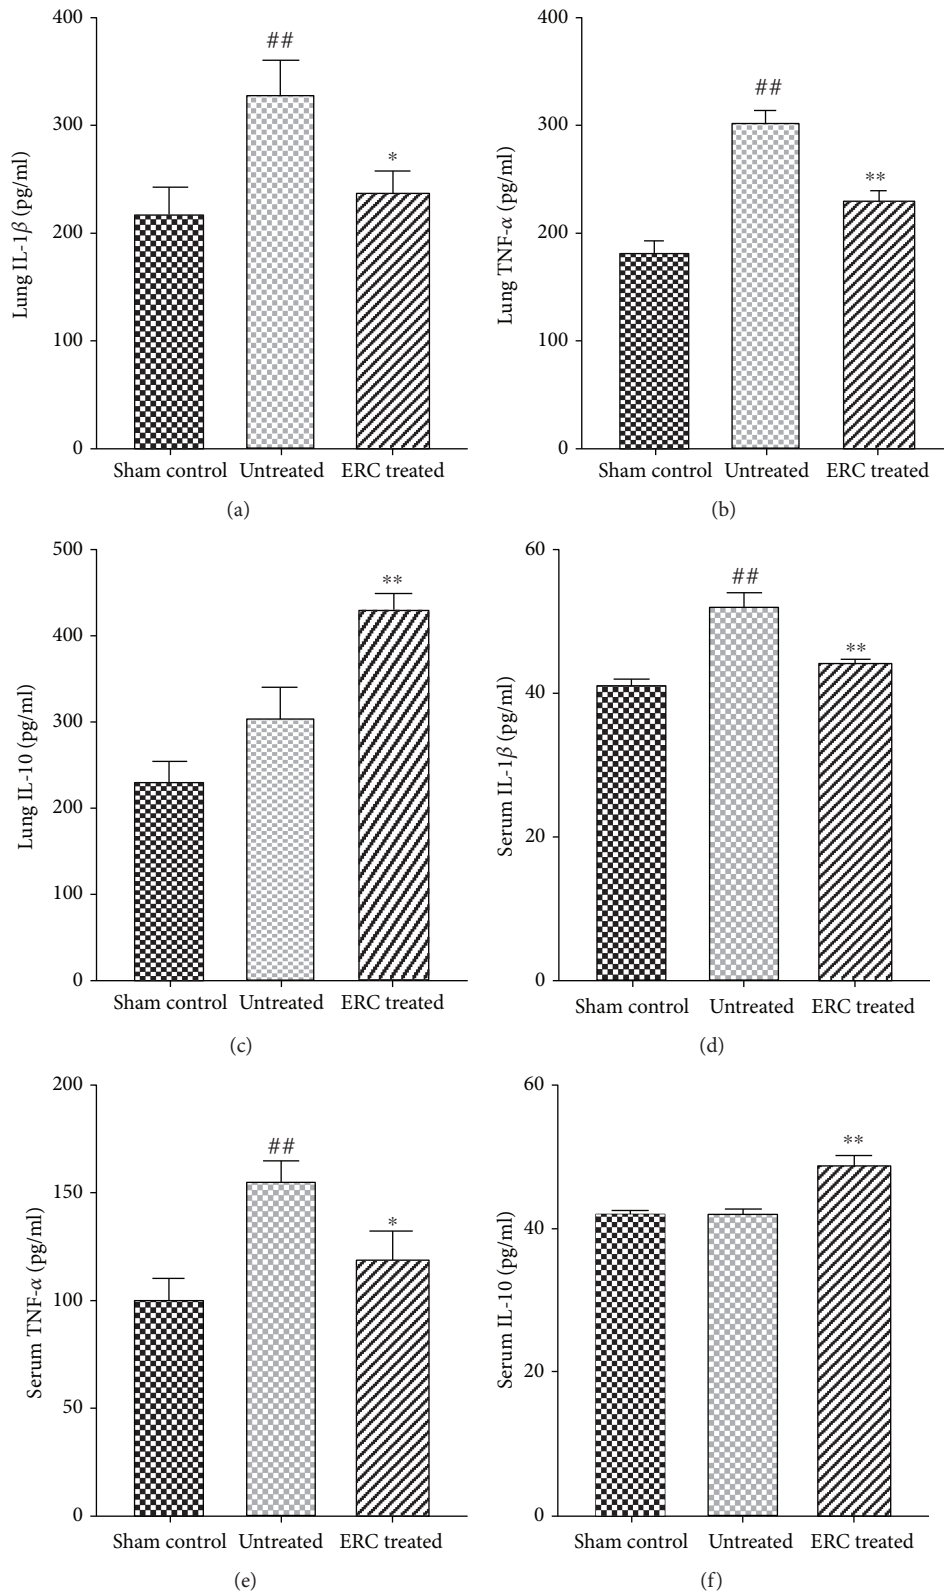 Lung IL-1β (pg/ml)
400
300
200
100
0
##
*
Sham control Untreated ERC treated
(a)
Lung TNF-α (pg/ml)
400
300
200
100
0
##
**
Sham control Untreated ERC treated
(b)
Lung IL-10 (pg/ml)
500
400
300
200
100
0
**
Sham control Untreated ERC treated
(c)
Serum IL-1β (pg/ml)
60
40
20
0
##
**
Sham control Untreated ERC treated
(d)
Serum TNF-α (pg/ml)
200
150
100
50
0
##
*
Sham control Untreated ERC treated
(e)
Serum IL-10 (pg/ml)
60
40
20
0
**
Sham control Untreated ERC treated
(f)